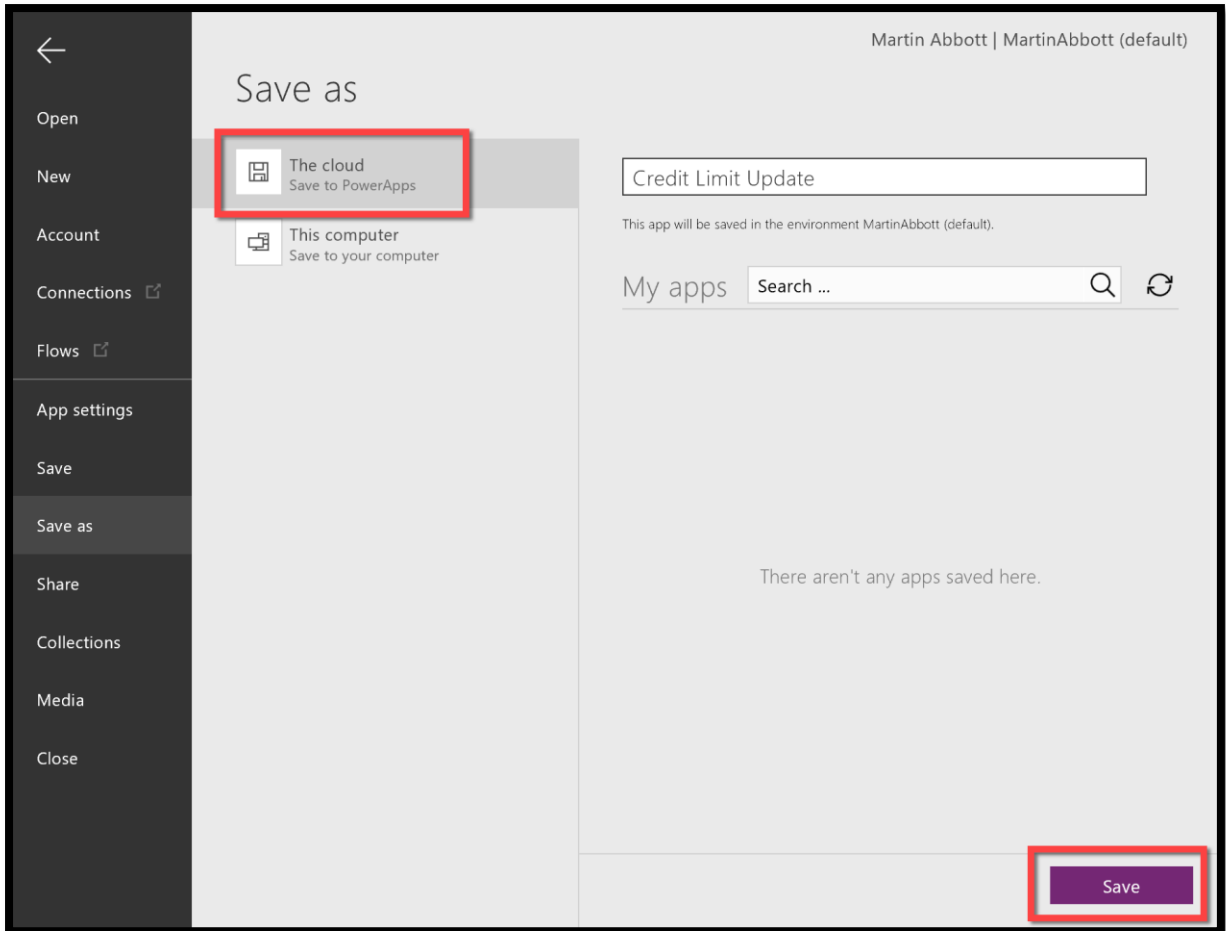 Martin Abbott | MartinAbbott (default)
Open
New
Account
Connections
Flows
App settings
Save
Save as
Share
Collections
Media
Close
Save as
The cloud
Save to PowerApps
This computer
Save to your computer
Credit Limit Update
This app will be saved in the environment MartinAbbott (default).
My apps
Search ...
There aren't any apps saved here.
Save